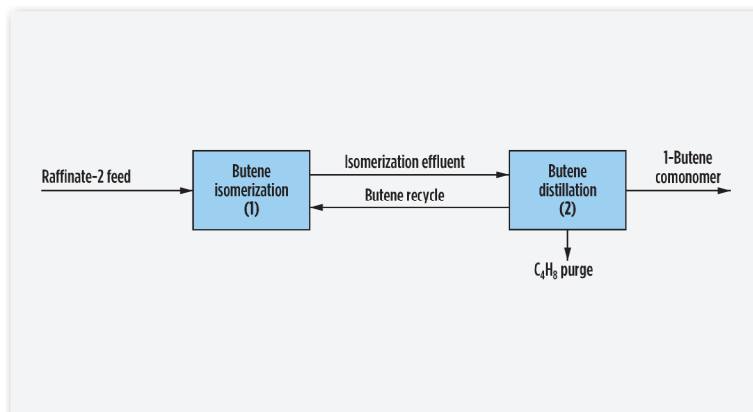 Raffinate-2 feed
Butene
isomerization
(1)
Isomerization effluent
Butene recycle
Butene
distillation
(2)
1-Butene
comonomer
C₄H₈ purge